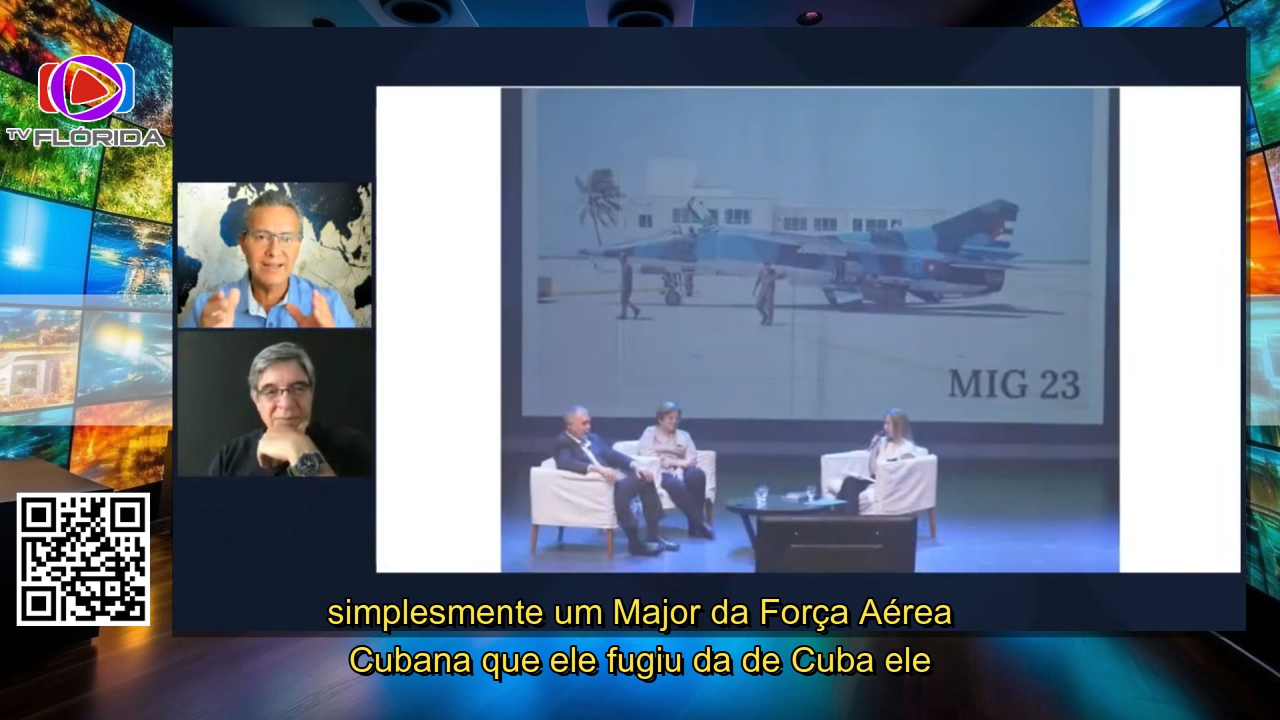 TV FLÓRIDA
MIG 23
simplesmente um Major da Força Aérea
Cubana que ele fugiu da de Cuba ele